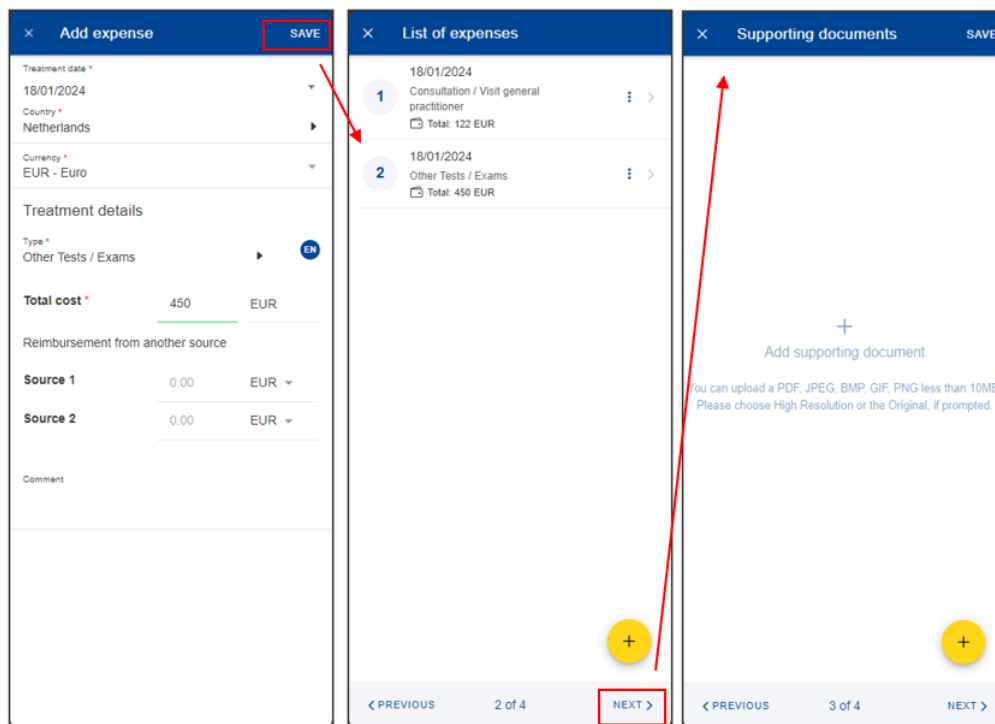 × Add expense SAVE
Treatment date *
18/01/2024
Country *
Netherlands
Currency *
EUR - Euro
Treatment details
Type *
Other Tests / Exams EN
Total cost * 450 EUR
Reimbursement from another source
Source 1 0.00 EUR
Source 2 0.00 EUR
Comment
× List of expenses
1
18/01/2024
Consultation / Visit general
practitioner
Total: 122 EUR
2
18/01/2024
Other Tests / Exams
Total: 450 EUR
+
< PREVIOUS 2 of 4 NEXT >
× Supporting documents SAVE
+
Add supporting document
You can upload a PDF, JPEG, BMP, GIF, PNG less than 10MB
Please choose High Resolution or the Original, if prompted.
+
< PREVIOUS 3 of 4 NEXT >